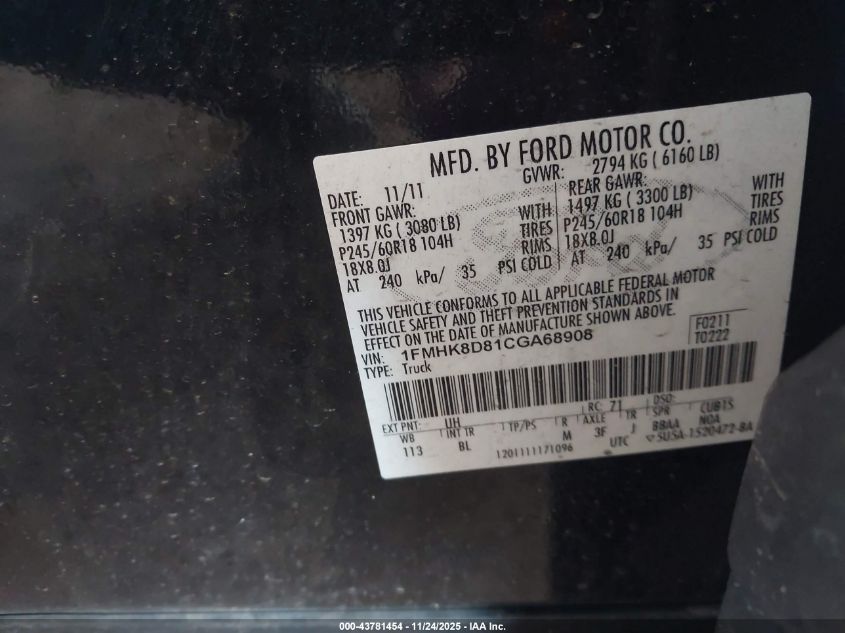 MFD. BY FORD MOTOR CO.
DATE: 11/11 GVWR: 2794 KG ( 6160 LB)
FRONT GAWR: REAR GAWR:
1397 KG ( 3080 LB) WITH 1497 KG ( 3300 LB) WITH
P245/60R18 104H TIRES P245/60R18 104H TIRES
18X8.0J RIMS 18X8.0J RIMS
AT 240 kPa/ 35 PSI COLD AT 240 kPa/ 35 PSI COLD
THIS VEHICLE CONFORMS TO ALL APPLICABLE FEDERAL MOTOR
VEHICLE SAFETY AND THEFT PREVENTION STANDARDS IN
EFFECT ON THE DATE OF MANUFACTURE SHOWN ABOVE.
VIN: 1FMHK8D81CGA68908 F0211
TYPE: Truck T0222
EXT PNT: UH RC: 71 DSO:
WB INT TR TP/PS R AXLE TR SPR CUBTS
113 BL M 3F J BBAA NOA
1201111171096 UTC ▽5U5A-1520472-BA
000-43781454 - 11/24/2025 - IAA Inc.